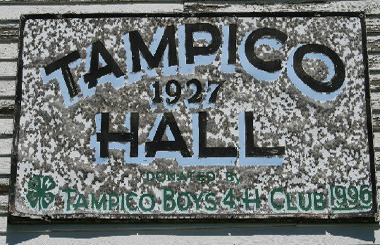 TAMPICO
1927
HALL
DONATED BY
TAMPICO BOYS 4-H CLUB 1996